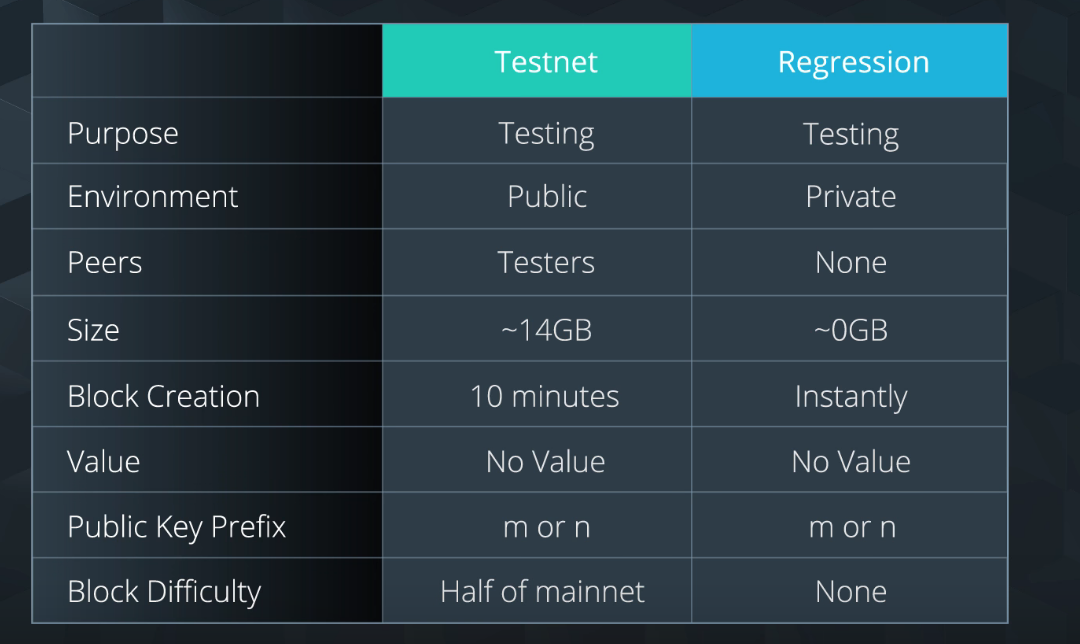 Testnet Regression
Purpose Testing Testing
Environment Public Private
Peers Testers None
Size ~14GB ~0GB
Block Creation 10 minutes Instantly
Value No Value No Value
Public Key Prefix m or n m or n
Block Difficulty Half of mainnet None